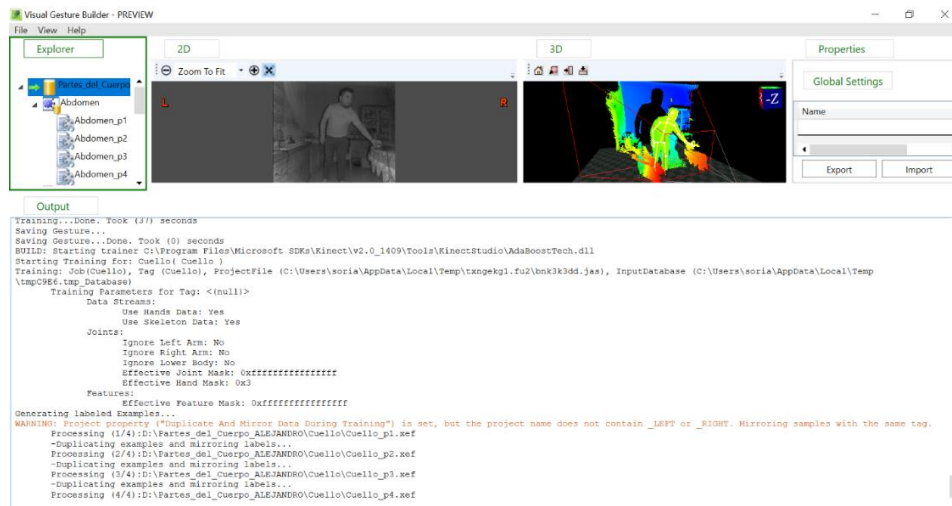 Visual Gesture Builder - PREVIEW
File View Help
Explorer
2D
3D
Properties
Zoom To Fit
Global Settings
Partes_del_Cuerpo
L
R
-Z
Abdomen
Name
Abdomen_p1
Abdomen_p2
Abdomen_p3
Abdomen_p4
Export
Import
Output
Training...Done. Took (37) seconds
Saving Gesture...
Saving Gesture...Done. Took (0) seconds
BUILD: Starting trainer C:\Program Files\Microsoft SDKs\Kinect\v2.0_1409\Tools\KinectStudio\AdaBoostTech.dll
Starting Training for: Cuello( Cuello )
Training: Job(Cuello), Tag (Cuello), ProjectFile (C:\Users\soria\AppData\Local\Temp\txngekg1.fu2\bnk3k3dd.jas), InputDatabase (C:\Users\soria\AppData\Local\Temp
\tmpC9E6.tmp_Database)
Training Parameters for Tag: <(null)>
Data Streams:
Use Hands Data: Yes
Use Skeleton Data: Yes
Joints:
Ignore Left Arm: No
Ignore Right Arm: No
Ignore Lower Body: No
Effective Joint Mask: 0xffffffffffffffff
Effective Hand Mask: 0x3
Features:
Effective Feature Mask: 0xffffffffffffffff
Generating labeled Examples...
WARNING: Project property ("Duplicate And Mirror Data During Training") is set, but the project name does not contain _LEFT or _RIGHT. Mirroring samples with the same tag.
Processing (1/4):D:\Partes_del_Cuerpo_ALEJANDRO\Cuello\Cuello_p1.xef
-Duplicating examples and mirroring labels...
Processing (2/4):D:\Partes_del_Cuerpo_ALEJANDRO\Cuello\Cuello_p2.xef
-Duplicating examples and mirroring labels...
Processing (3/4):D:\Partes_del_Cuerpo_ALEJANDRO\Cuello\Cuello_p3.xef
-Duplicating examples and mirroring labels...
Processing (4/4):D:\Partes_del_Cuerpo_ALEJANDRO\Cuello\Cuello_p4.xef